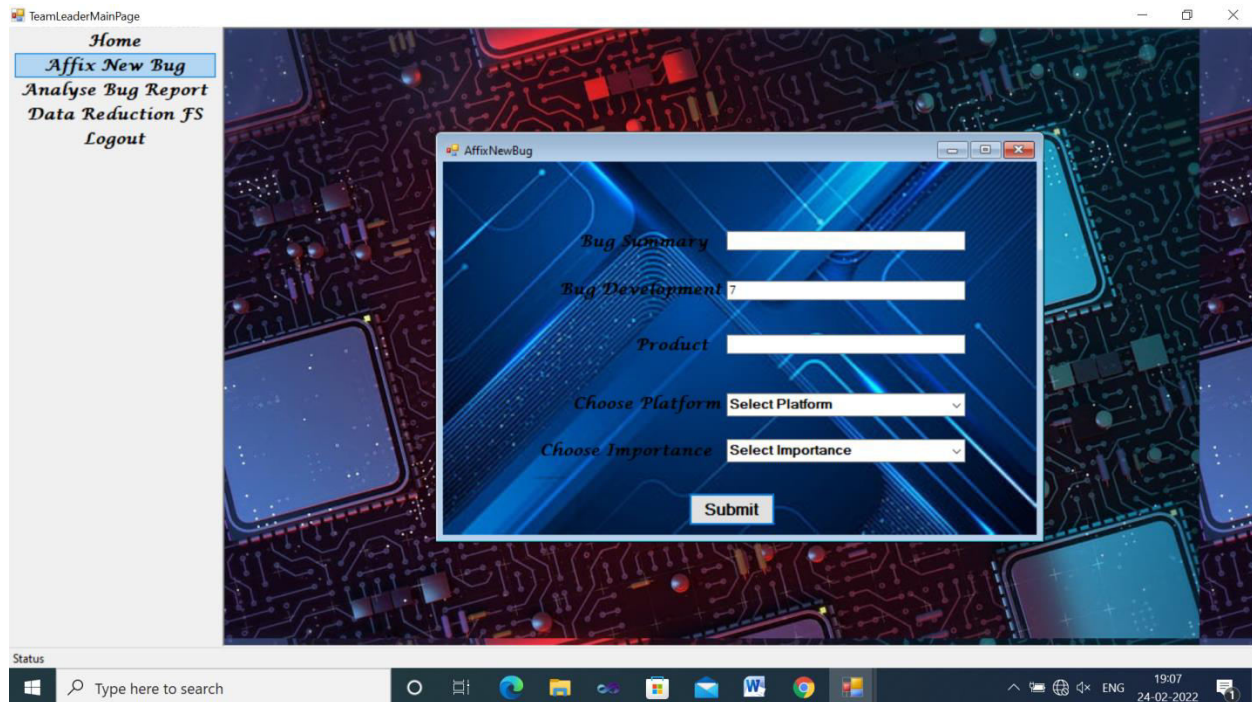 TeamLeaderMainPage
Home
Affix New Bug
Analyse Bug Report
Data Reduction FS
Logout
AffixNewBug
Bug Summary
Bug Development 7
Product
Choose Platform Select Platform
Choose Importance Select Importance
Submit
Status
Type here to search
ENG
19:07
24-02-2022
1